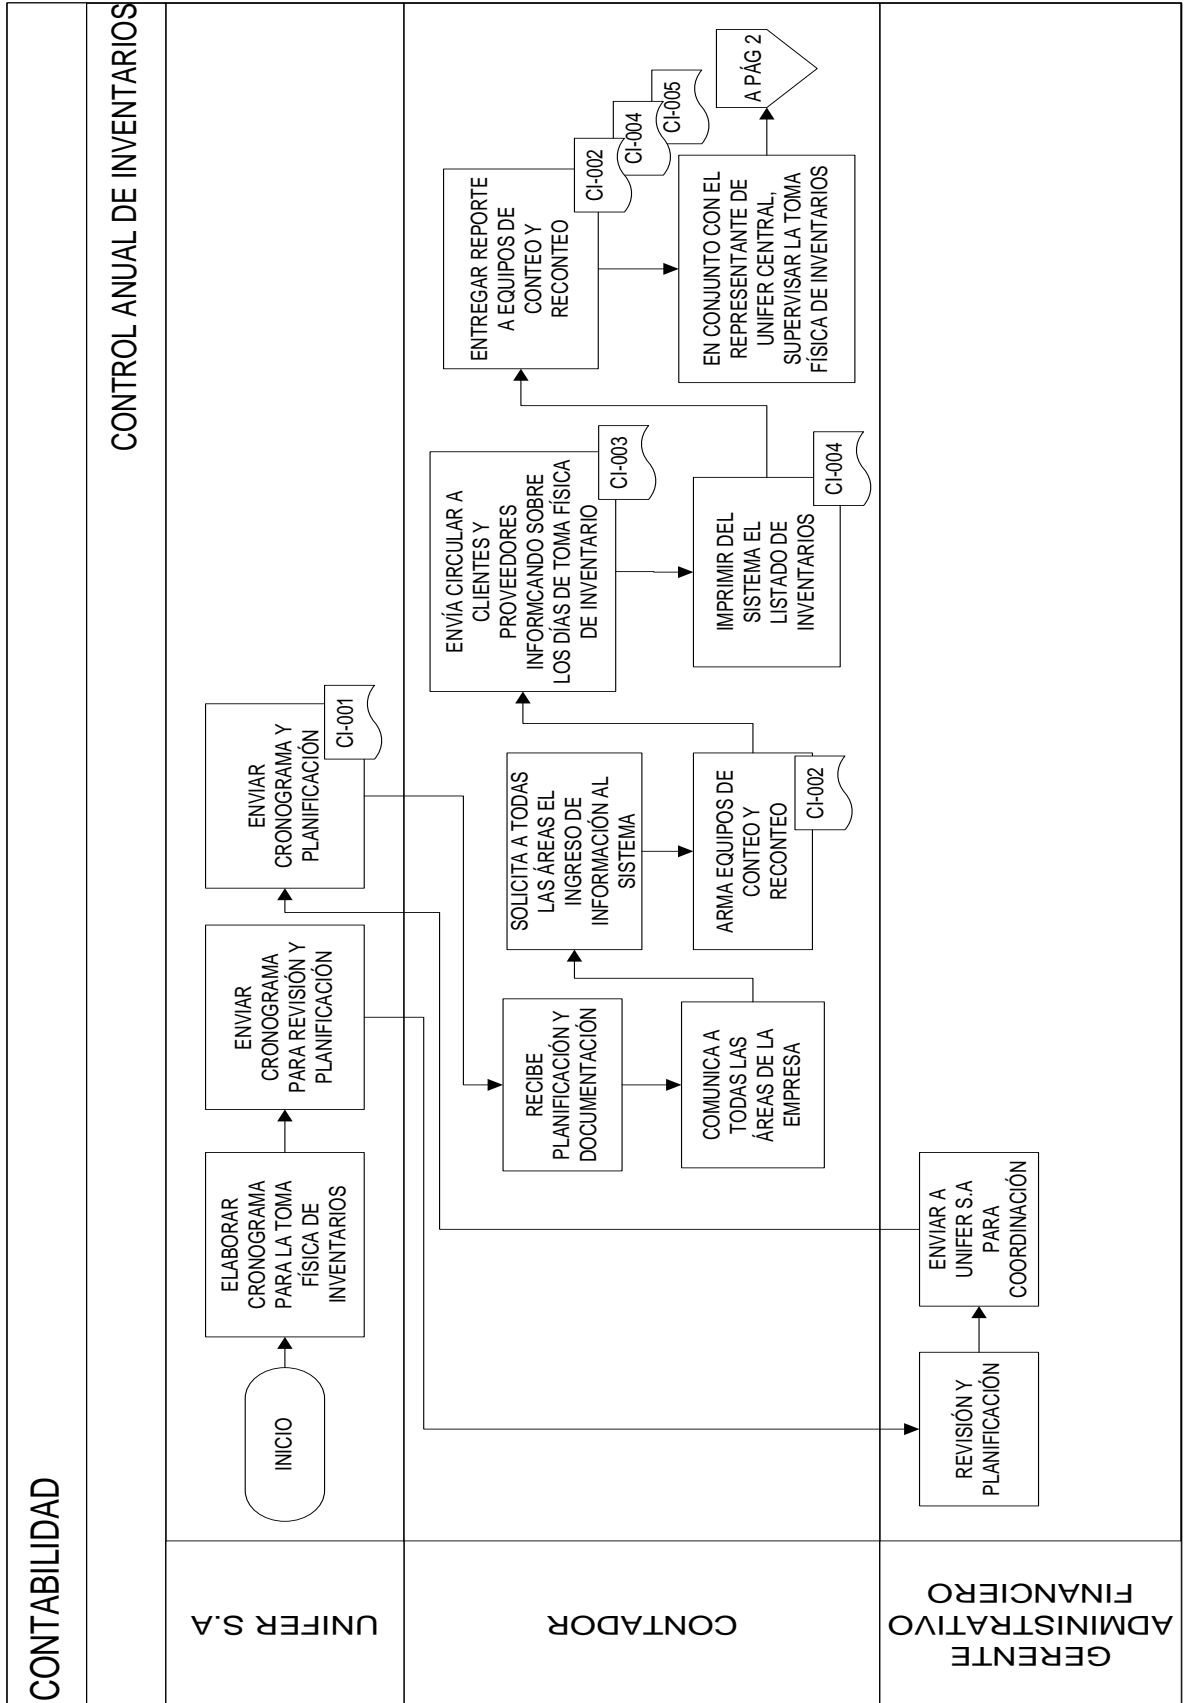 CONTABILIDAD
CONTROL ANUAL DE INVENTARIOS
UNIFER S.A
INICIO
ELABORAR
CRONOGRAMA
PARA LA TOMA
FÍSICA DE
INVENTARIOS
ENVIAR
CRONOGRAMA
PARA REVISIÓN Y
PLANIFICACIÓN
ENVIAR
CRONOGRAMA Y
PLANIFICACIÓN
CI-001
CONTADOR
RECIBE
PLANIFICACIÓN Y
DOCUMENTACIÓN
COMUNICA A
TODAS LAS
ÁREAS DE LA
EMPRESA
SOLICITA A TODAS
LAS ÁREAS EL
INGRESO DE
INFORMACIÓN AL
SISTEMA
ARMA EQUIPOS DE
CONTEO Y
RECONTEO
CI-002
ENVÍA CIRCULAR A
CLIENTES Y
PROVEEDORES
INFORMCANDO SOBRE
LOS DÍAS DE TOMA FÍSICA
DE INVENTARIO
CI-003
IMPRIMIR DEL
SISTEMA EL
LISTADO DE
INVENTARIOS
CI-004
ENTREGAR REPORTE
A EQUIPOS DE
CONTEO Y
RECONTEO
CI-002
CI-004
CI-005
EN CONJUNTO CON EL
REPRESENTANTE DE
UNIFER CENTRAL,
SUPERVISAR LA TOMA
FÍSICA DE INVENTARIOS
A PÁG 2
GERENTE
ADMINISTRATIVO
FINANCIERO
REVISIÓN Y
PLANIFICACIÓN
ENVIAR A
UNIFER S.A
PARA
COORDINACIÓN